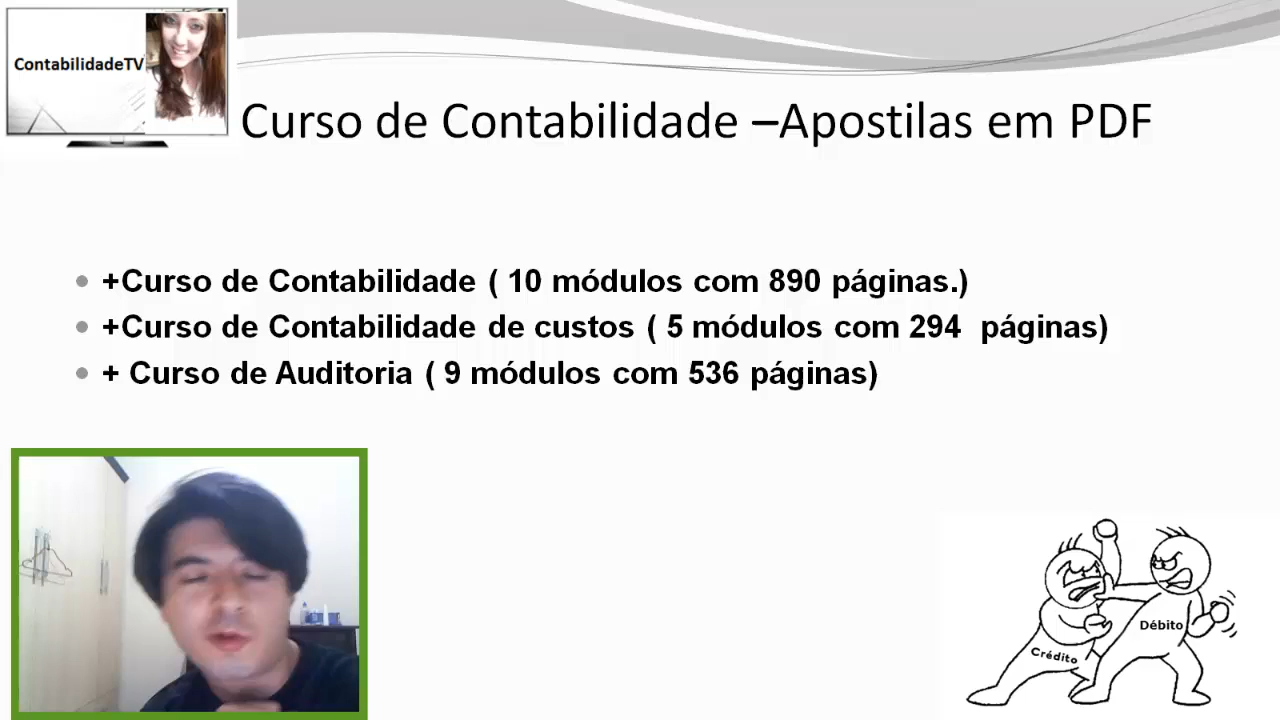 ContabilidadeTV
Curso de Contabilidade –Apostilas em PDF
+Curso de Contabilidade ( 10 módulos com 890 páginas.)
+Curso de Contabilidade de custos ( 5 módulos com 294 páginas)
+ Curso de Auditoria ( 9 módulos com 536 páginas)
Débito
Crédito